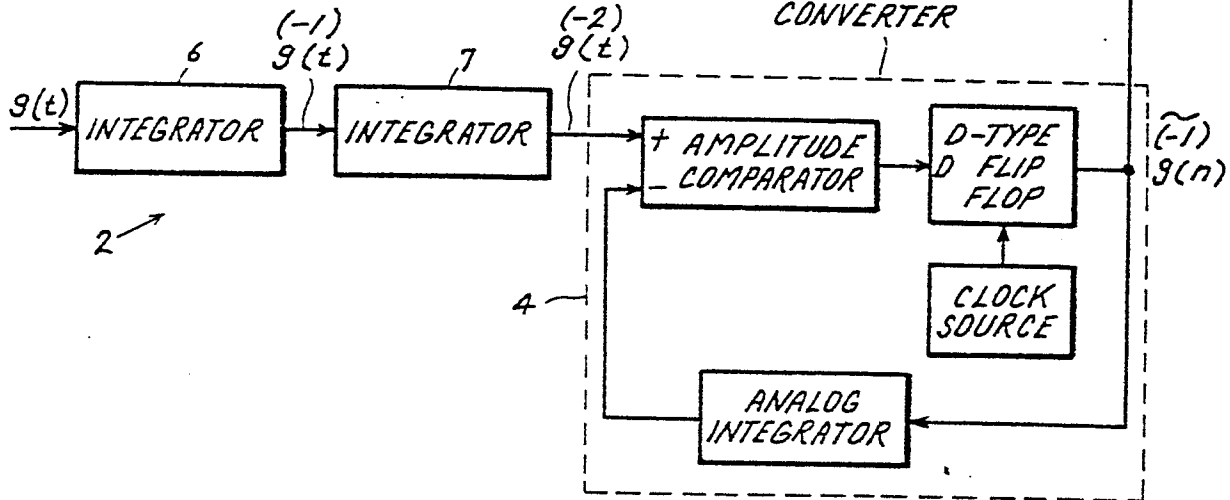 CONVERTER
(-1)
g(t)
(-2)
g(t)
6
7
g(t)
INTEGRATOR
INTEGRATOR
+ AMPLITUDE
- COMPARATOR
D-TYPE
D FLIP
FLOP
(-1)
g(n)
2
4
CLOCK
SOURCE
ANALOG
INTEGRATOR